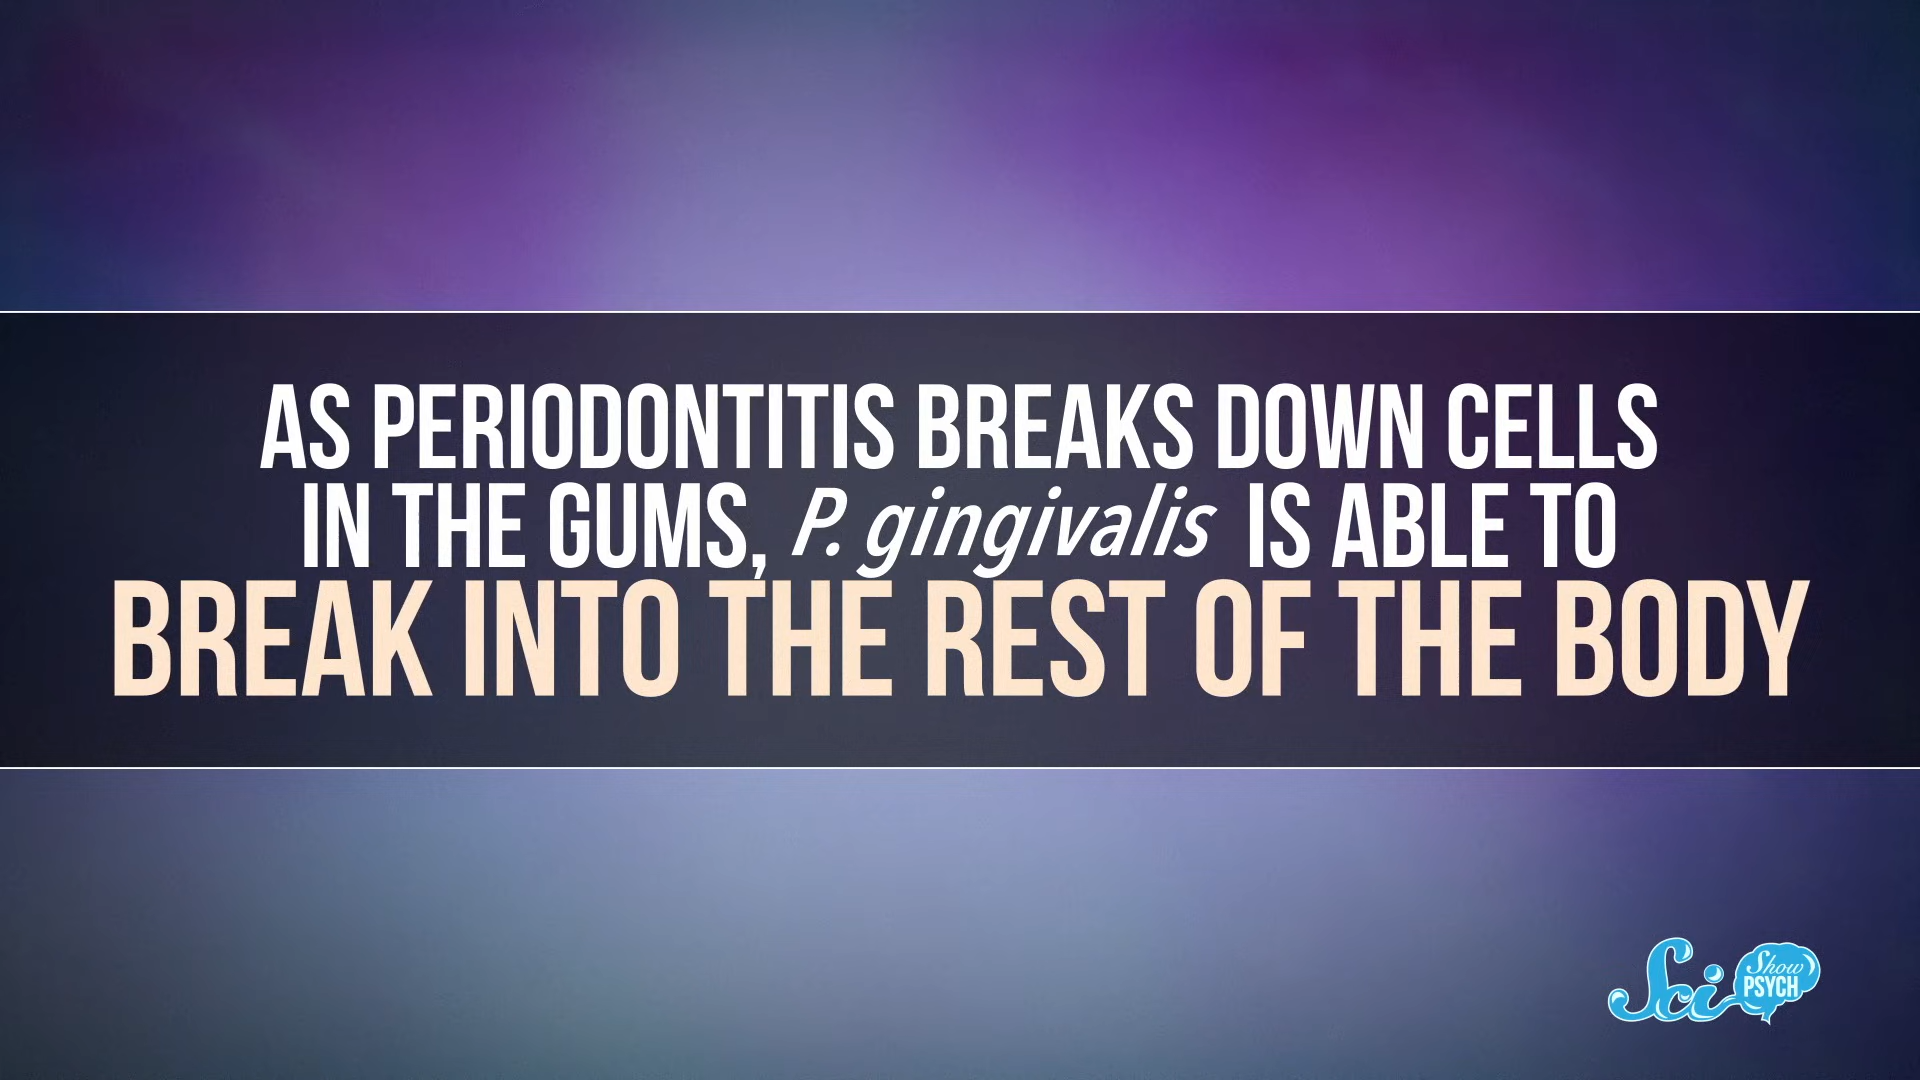 AS PERIODONTITIS BREAKS DOWN CELLS
IN THE GUMS, P. gingivalis IS ABLE TO
BREAK INTO THE REST OF THE BODY
Sci Show
PSYCH